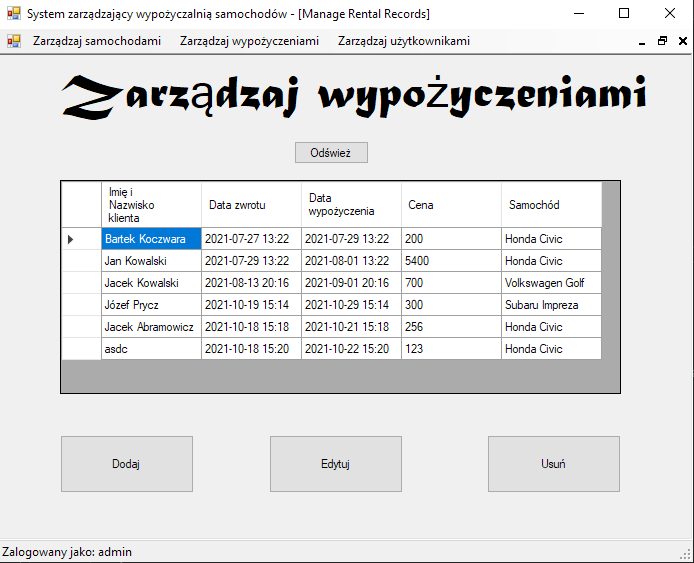 System zarządzający wypożyczalnią samochodów - [Manage Rental Records]
Zarządzaj samochodami Zarządzaj wypożyczeniami Zarządzaj użytkownikami
Zarządzaj wypożyczeniami
Odśwież
Imię i
Nazwisko
klienta
Data zwrotu
Data
wypożyczenia
Cena
Samochód
Bartek Koczwara 2021-07-27 13:22 2021-07-29 13:22 200 Honda Civic
Jan Kowalski 2021-07-29 13:22 2021-08-01 13:22 5400 Honda Civic
Jacek Kowalski 2021-08-13 20:16 2021-09-01 20:16 700 Volkswagen Golf
Józef Prycz 2021-10-19 15:14 2021-10-29 15:14 300 Subaru Impreza
Jacek Abramowicz 2021-10-18 15:18 2021-10-21 15:18 256 Honda Civic
asdc 2021-10-18 15:20 2021-10-22 15:20 123 Honda Civic
Dodaj Edytuj Usuń
Zalogowany jako: admin